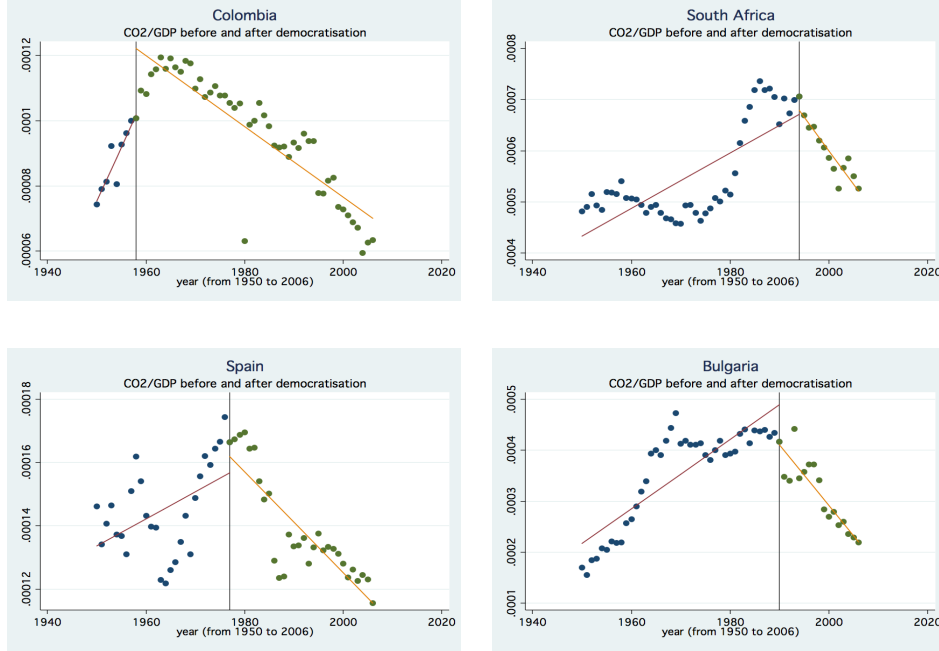 Colombia
CO2/GDP before and after democratisation
.00012
.0001
.00008
.0006
1940 1960 1980 2000 2020
year (from 1950 to 2006)
South Africa
CO2/GDP before and after democratisation
.0008
.0007
.0006
.0005
.0004
1940 1960 1980 2000 2020
year (from 1950 to 2006)
Spain
CO2/GDP before and after democratisation
.00018
.00016
.00014
.00012
1940 1960 1980 2000 2020
year (from 1950 to 2006)
Bulgaria
CO2/GDP before and after democratisation
.0005
.0004
.0003
.0002
.0001
1940 1960 1980 2000 2020
year (from 1950 to 2006)